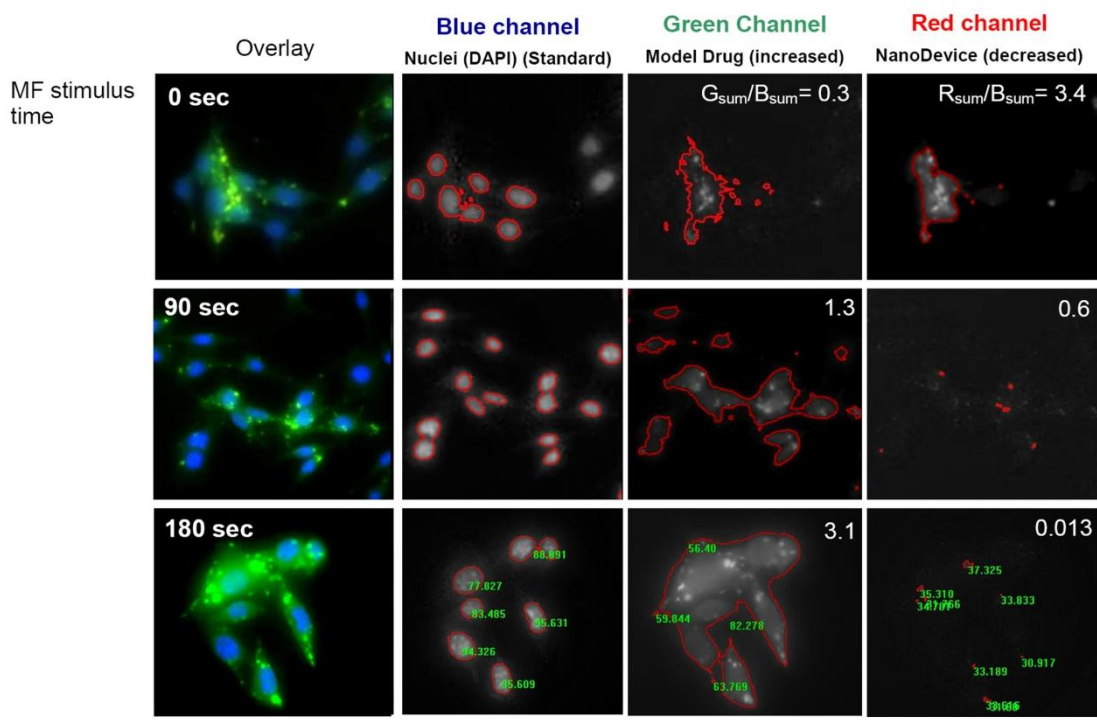 Blue channel
Green Channel
Red channel
Overlay
Nuclei (DAPI) (Standard)
Model Drug (increased)
NanoDevice (decreased)
MF stimulus
time
0 sec
Gsum/Bsum= 0.3
Rsum/Bsum= 3.4
90 sec
1.3
0.6
180 sec
3.1
0.013
88.891
77.827
83.485
95.631
94.326
95.609
56.40
59.844
82.278
63.769
37.325
35.310
33.833
33.189
30.917